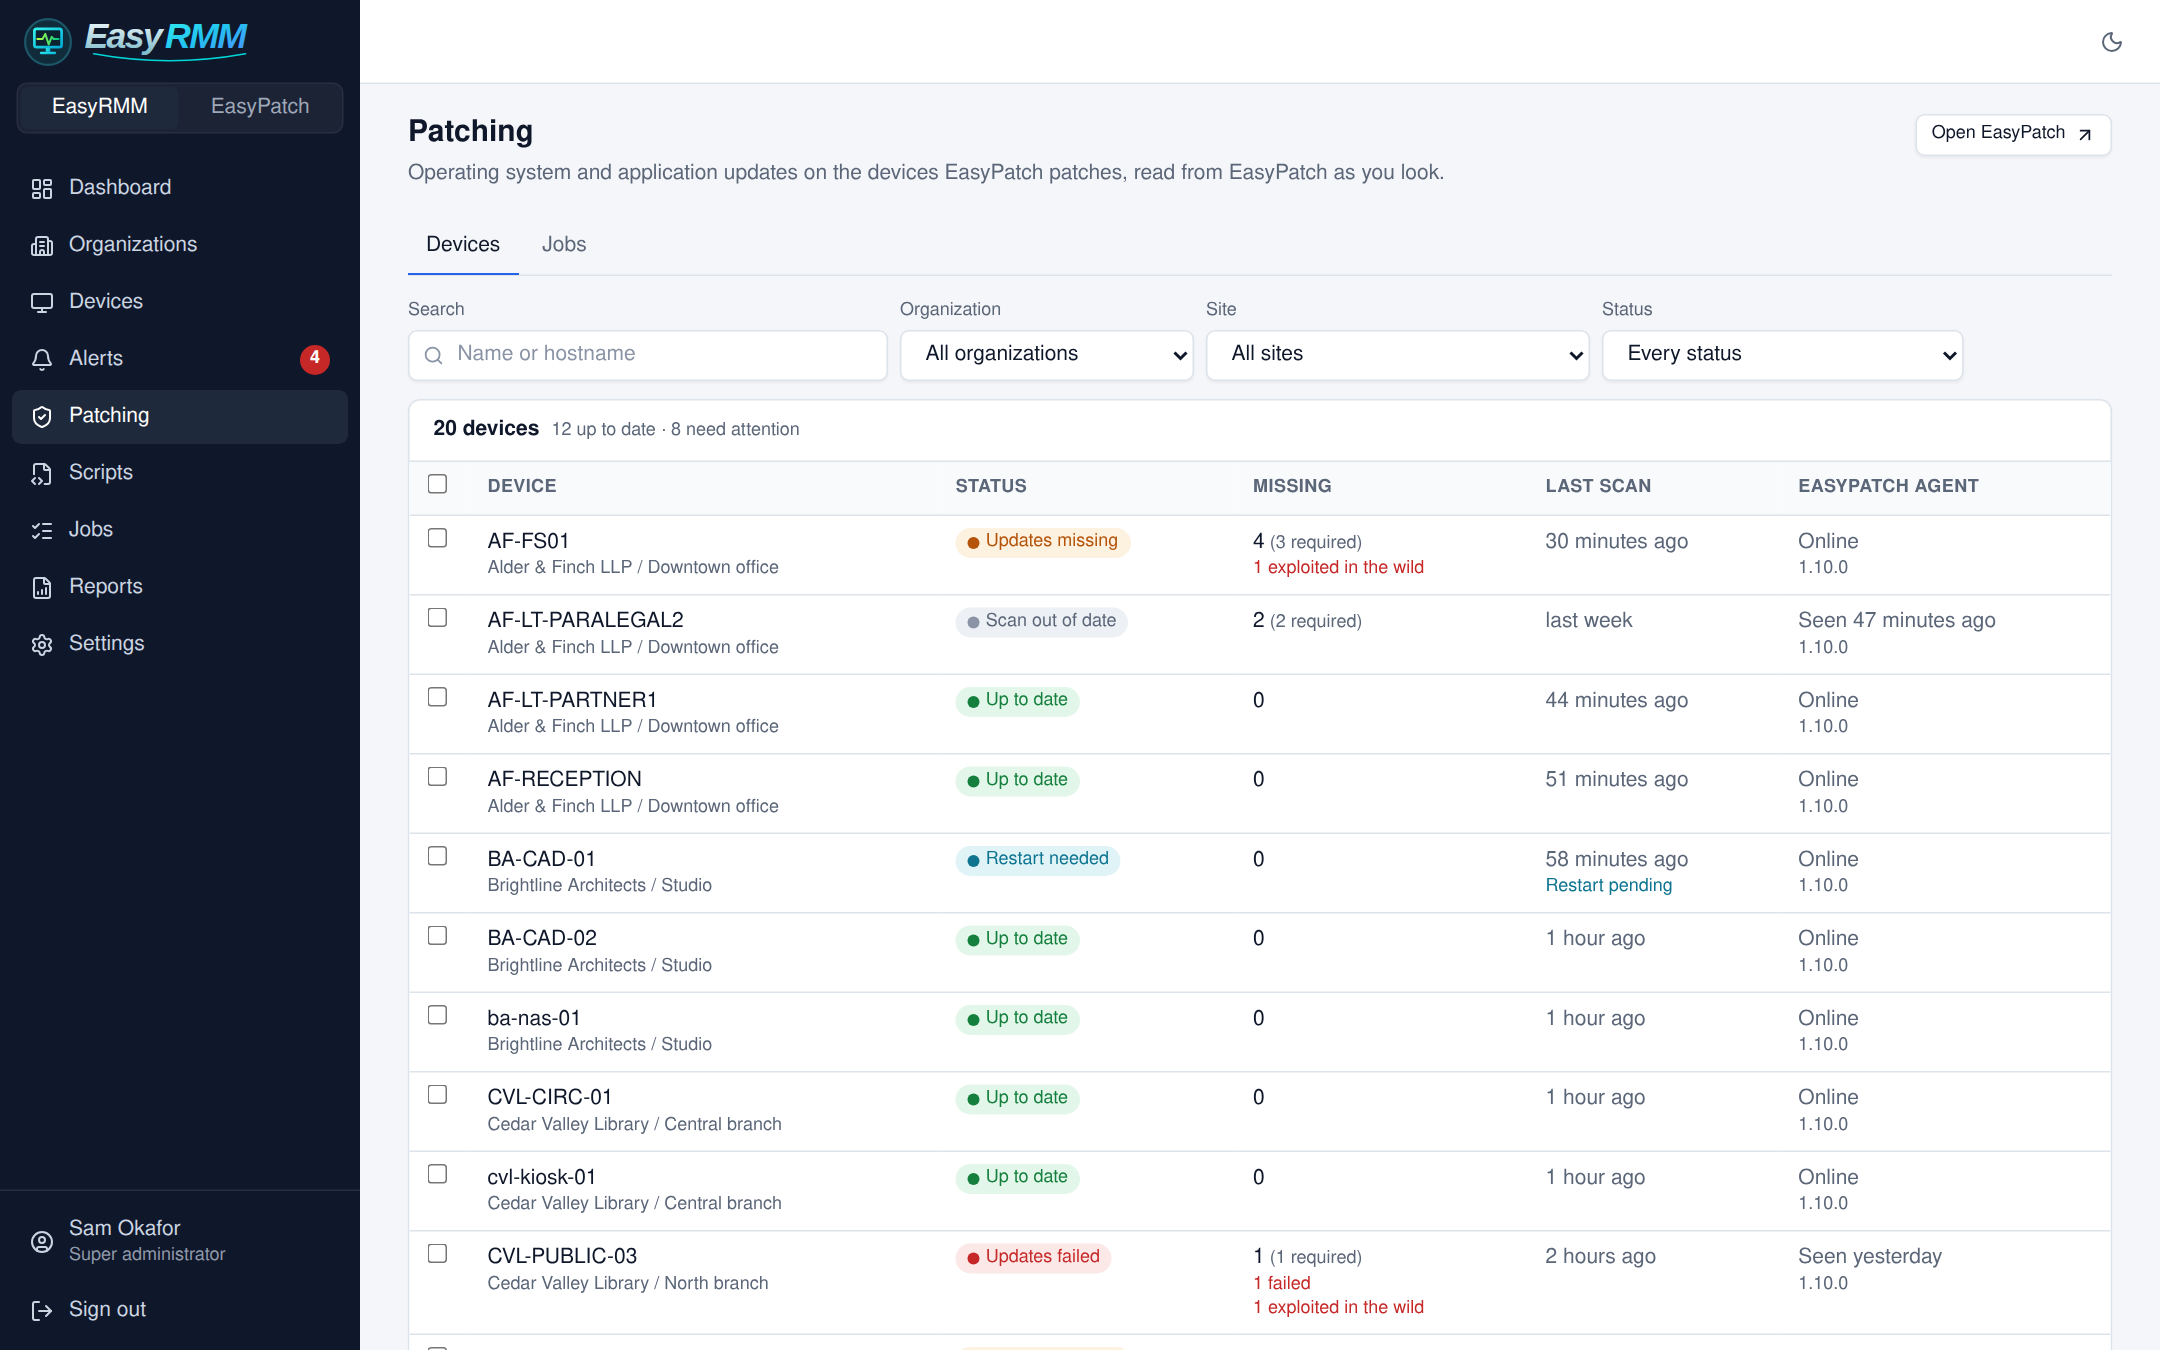 EasyRMM
EasyRMM
EasyPatch
Dashboard
Organizations
Devices
Alerts
4
Patching
Scripts
Jobs
Reports
Settings
Sam Okafor
Super administrator
Sign out
Patching
Operating system and application updates on the devices EasyPatch patches, read from EasyPatch as you look.
Open EasyPatch
Devices
Jobs
Search
Organization
Site
Status
Name or hostname
All organizations
All sites
Every status
20 devices 12 up to date · 8 need attention
DEVICE STATUS MISSING LAST SCAN EASYPATCH AGENT
AF-FS01 Updates missing 4 (3 required) 30 minutes ago Online
Alder & Finch LLP / Downtown office 1 exploited in the wild 1.10.0
AF-LT-PARALEGAL2 Scan out of date 2 (2 required) last week Seen 47 minutes ago
Alder & Finch LLP / Downtown office 1.10.0
AF-LT-PARTNER1 Up to date 0 44 minutes ago Online
Alder & Finch LLP / Downtown office 1.10.0
AF-RECEPTION Up to date 0 51 minutes ago Online
Alder & Finch LLP / Downtown office 1.10.0
BA-CAD-01 Restart needed 0 58 minutes ago Online
Brightline Architects / Studio Restart pending 1.10.0
BA-CAD-02 Up to date 0 1 hour ago Online
Brightline Architects / Studio 1.10.0
ba-nas-01 Up to date 0 1 hour ago Online
Brightline Architects / Studio 1.10.0
CVL-CIRC-01 Up to date 0 1 hour ago Online
Cedar Valley Library / Central branch 1.10.0
cvl-kiosk-01 Up to date 0 1 hour ago Online
Cedar Valley Library / Central branch 1.10.0
CVL-PUBLIC-03 Updates failed 1 (1 required) 2 hours ago Seen yesterday
Cedar Valley Library / North branch 1 failed 1.10.0
1 exploited in the wild